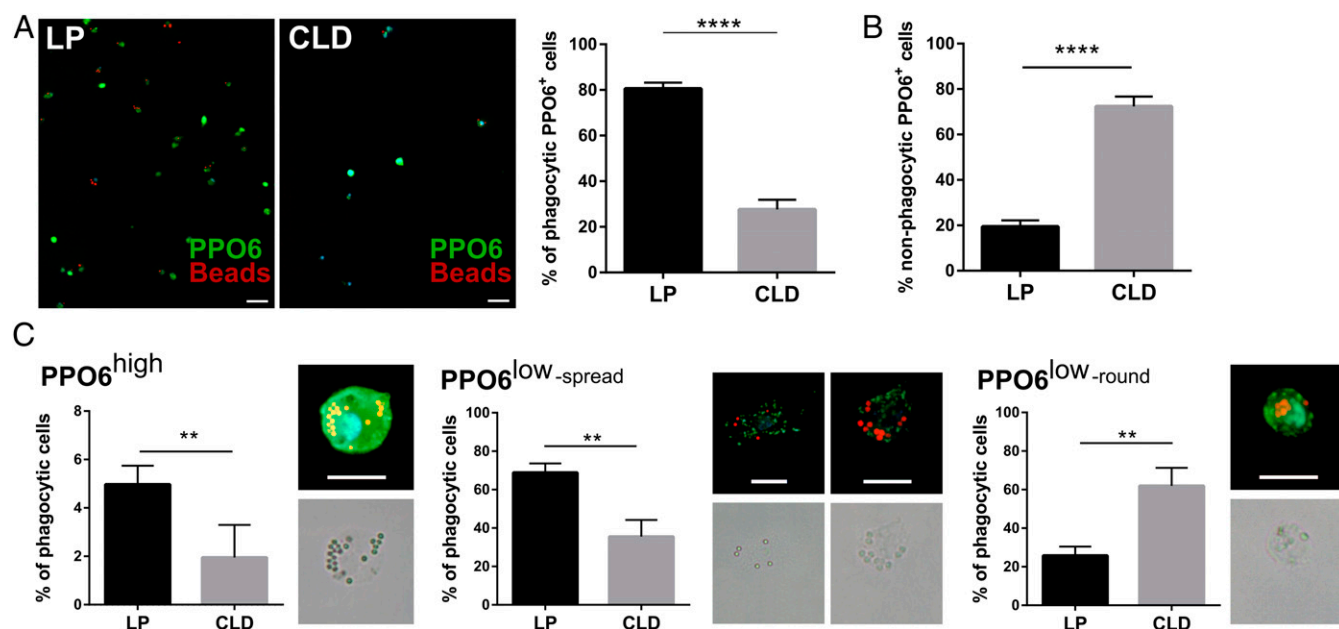 A
LP
PPO6
Beads
CLD
PPO6
Beads
% of phagocytic PPO6+ cells
100
80
60
40
20
0
****
LP
CLD
B
% non-phagocytic PPO6+ cells
100
80
60
40
20
0
****
LP
CLD
C
PPO6high
% of phagocytic cells
8
6
4
2
0
**
LP
CLD
PPO6low-spread
% of phagocytic cells
100
80
60
40
20
0
**
LP
CLD
PPO6low-round
% of phagocytic cells
100
80
60
40
20
0
**
LP
CLD